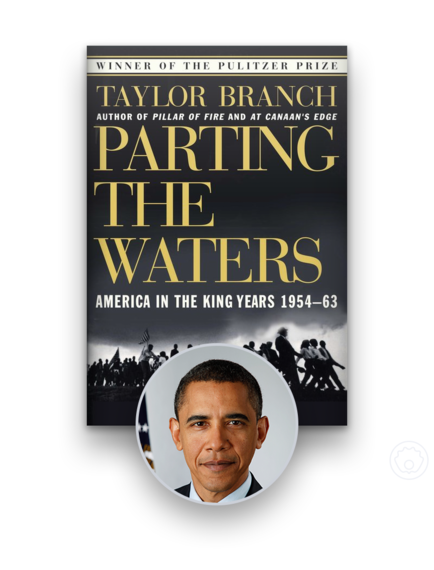 WINNER OF THE PULITZER PRIZE
TAYLOR BRANCH
AUTHOR OF PILLAR OF FIRE AND AT CANAAN'S EDGE
PARTING
THE
WATERS
AMERICA IN THE KING YEARS 1954–63